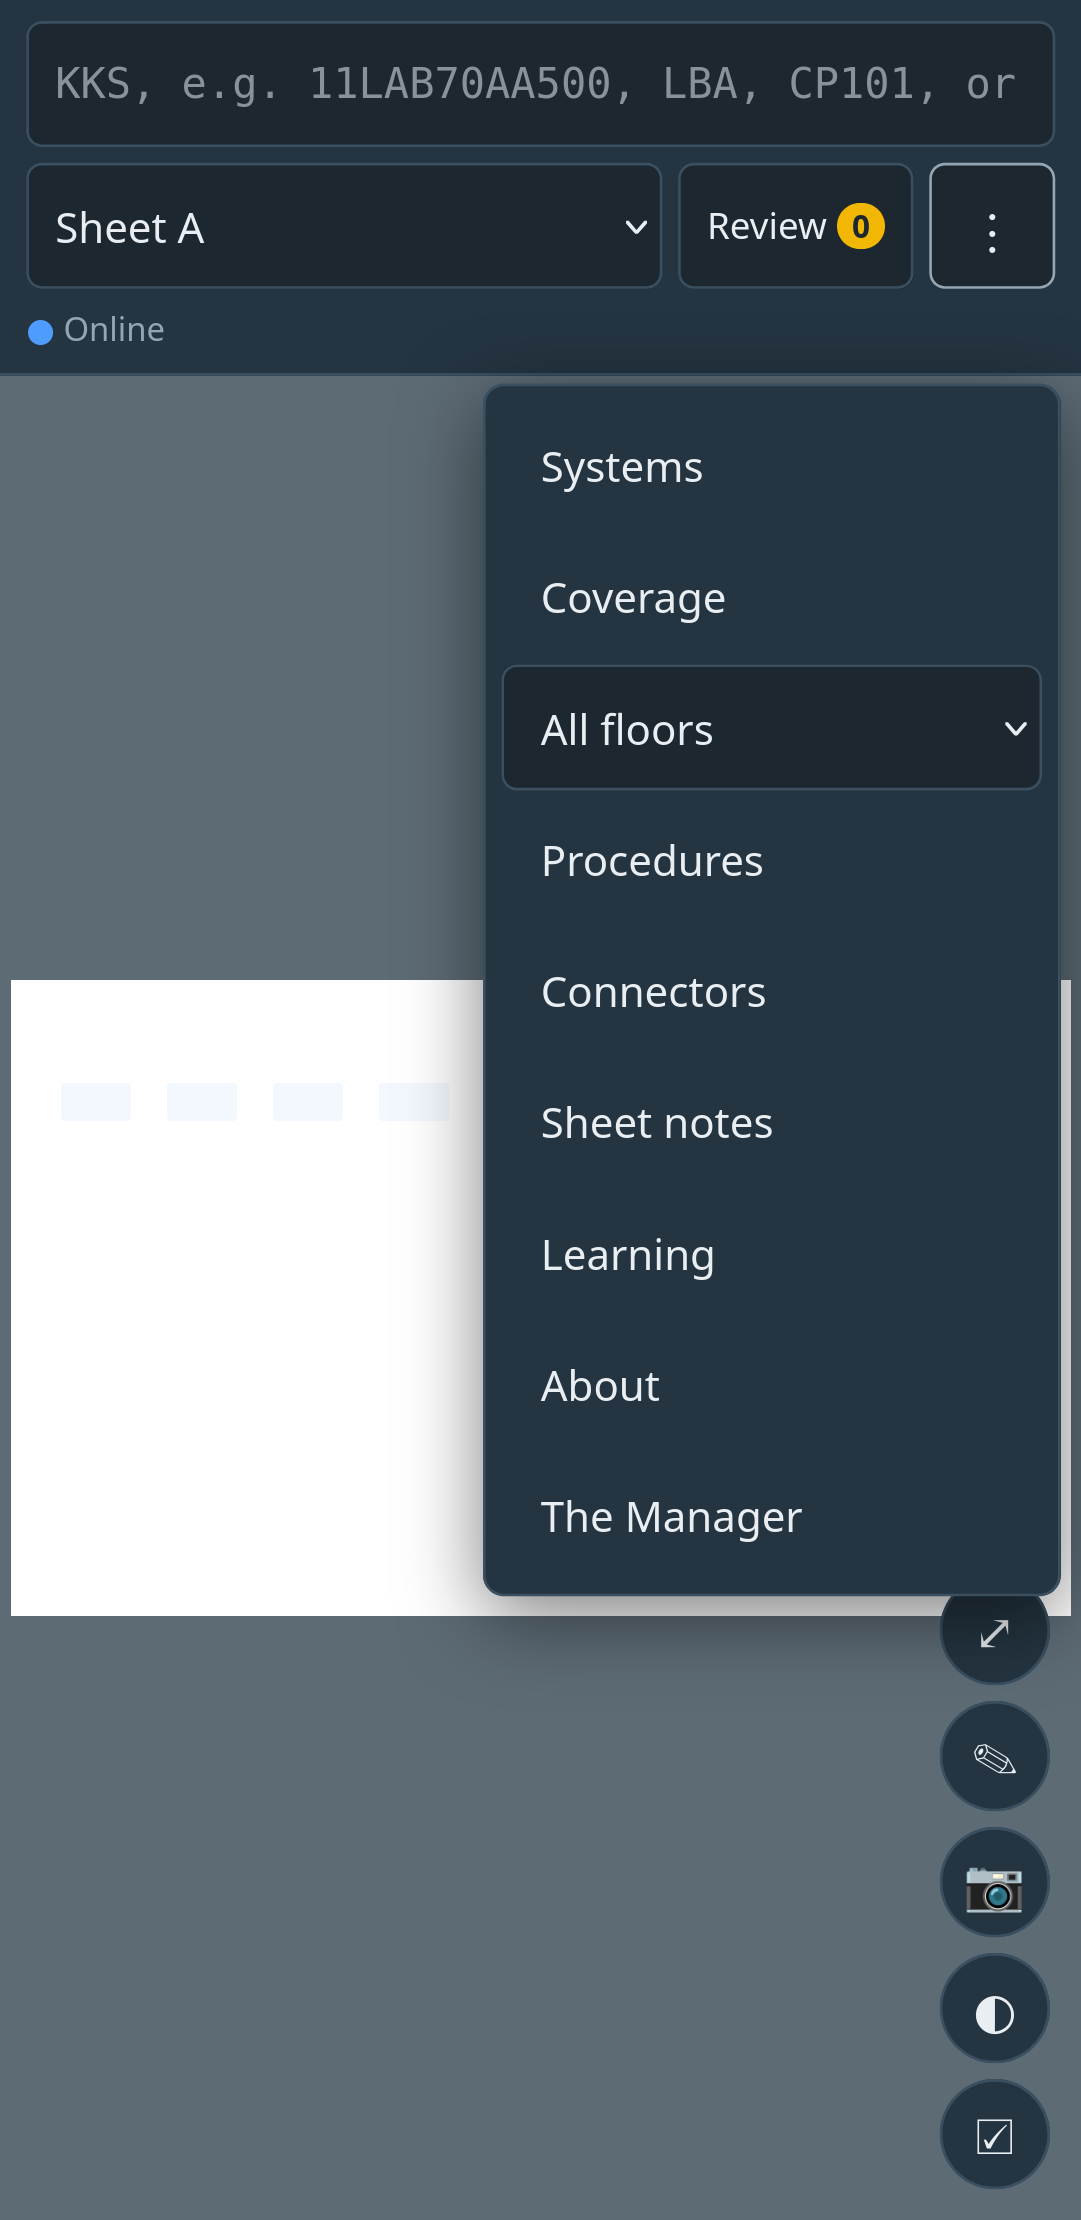 KKS, e.g. 11LAB70AA500, LBA, CP101, or
Sheet A
Review 0
Online
Systems
Coverage
All floors
Procedures
Connectors
Sheet notes
Learning
About
The Manager